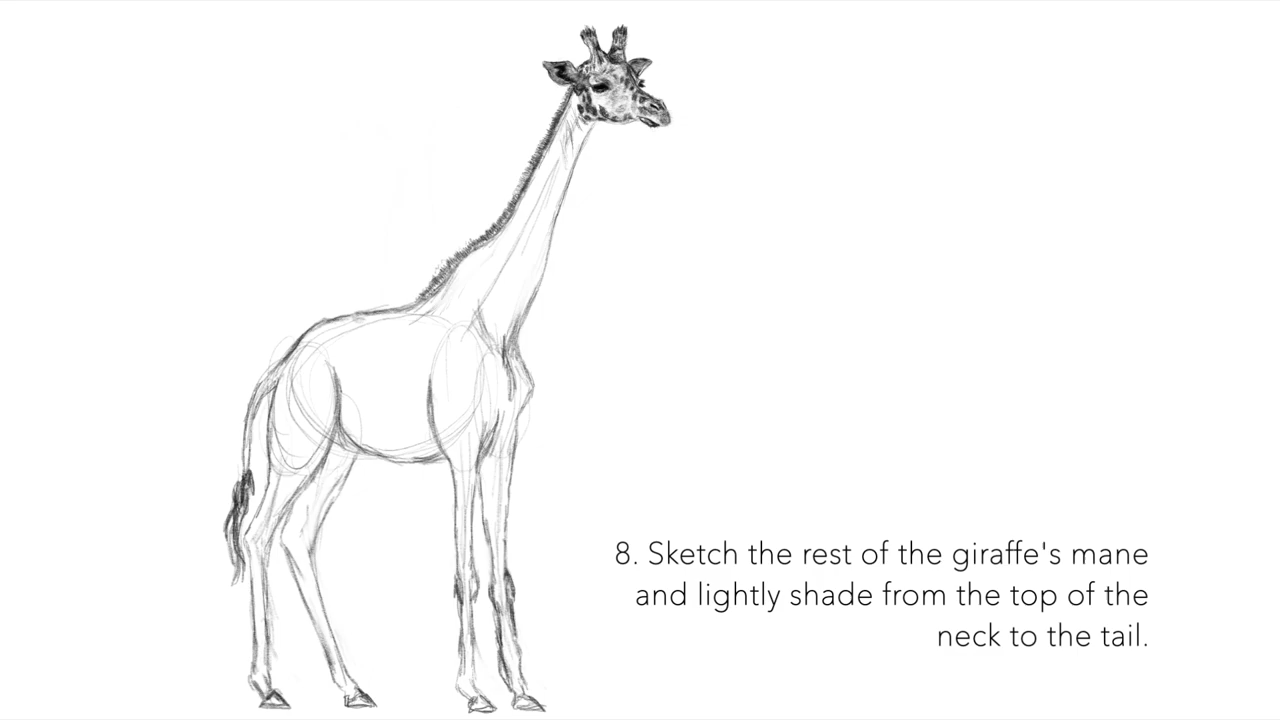 8. Sketch the rest of the giraffe's mane
and lightly shade from the top of the
neck to the tail.